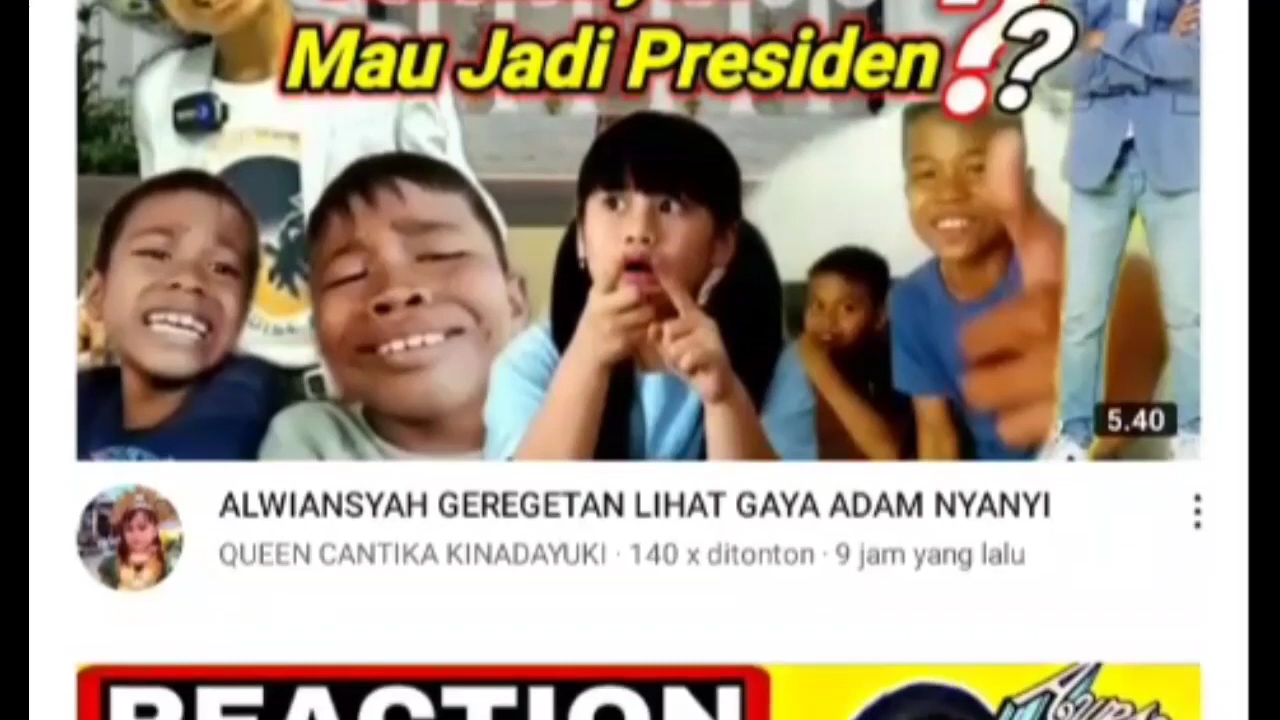 Mau Jadi Presiden ??
5.40
ALWIANSYAH GEREGETAN LIHAT GAYA ADAM NYANYI
QUEEN CANTIKA KINADAYUKI · 140 x ditonton · 9 jam yang lalu
REACTION